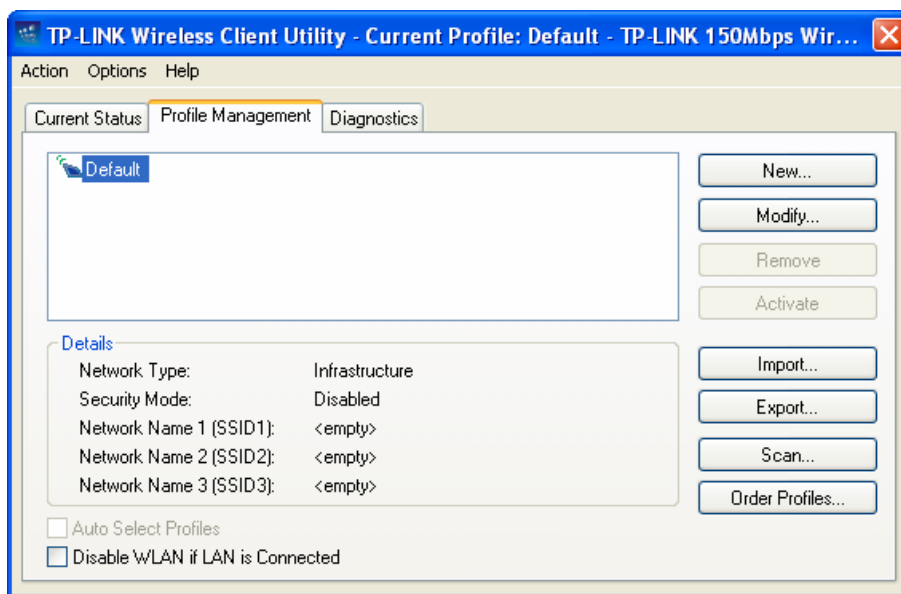 TP-LINK Wireless Client Utility - Current Profile: Default - TP-LINK 150Mbps Wir...
Action Options Help
Current Status Profile Management Diagnostics
Default
New...
Modify...
Remove
Activate
Details
Network Type: Infrastructure
Security Mode: Disabled
Network Name 1 (SSID1): <empty>
Network Name 2 (SSID2): <empty>
Network Name 3 (SSID3): <empty>
Import...
Export...
Scan...
Order Profiles...
Auto Select Profiles
Disable WLAN if LAN is Connected